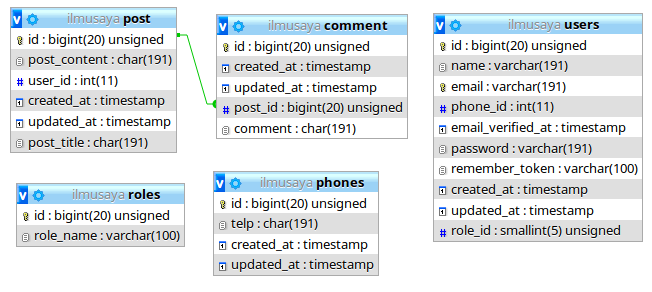 ilmusaya post
id : bigint(20) unsigned
post_content : char(191)
user_id : int(11)
created_at : timestamp
updated_at : timestamp
post_title : char(191)
ilmusaya comment
id : bigint(20) unsigned
created_at : timestamp
updated_at : timestamp
post_id : bigint(20) unsigned
comment : char(191)
ilmusaya users
id : bigint(20) unsigned
name : varchar(191)
email : varchar(191)
phone_id : int(11)
email_verified_at : timestamp
password : varchar(191)
remember_token : varchar(100)
created_at : timestamp
updated_at : timestamp
role_id : smallint(5) unsigned
ilmusaya roles
id : bigint(20) unsigned
role_name : varchar(100)
ilmusaya phones
id : bigint(20) unsigned
telp : char(191)
created_at : timestamp
updated_at : timestamp